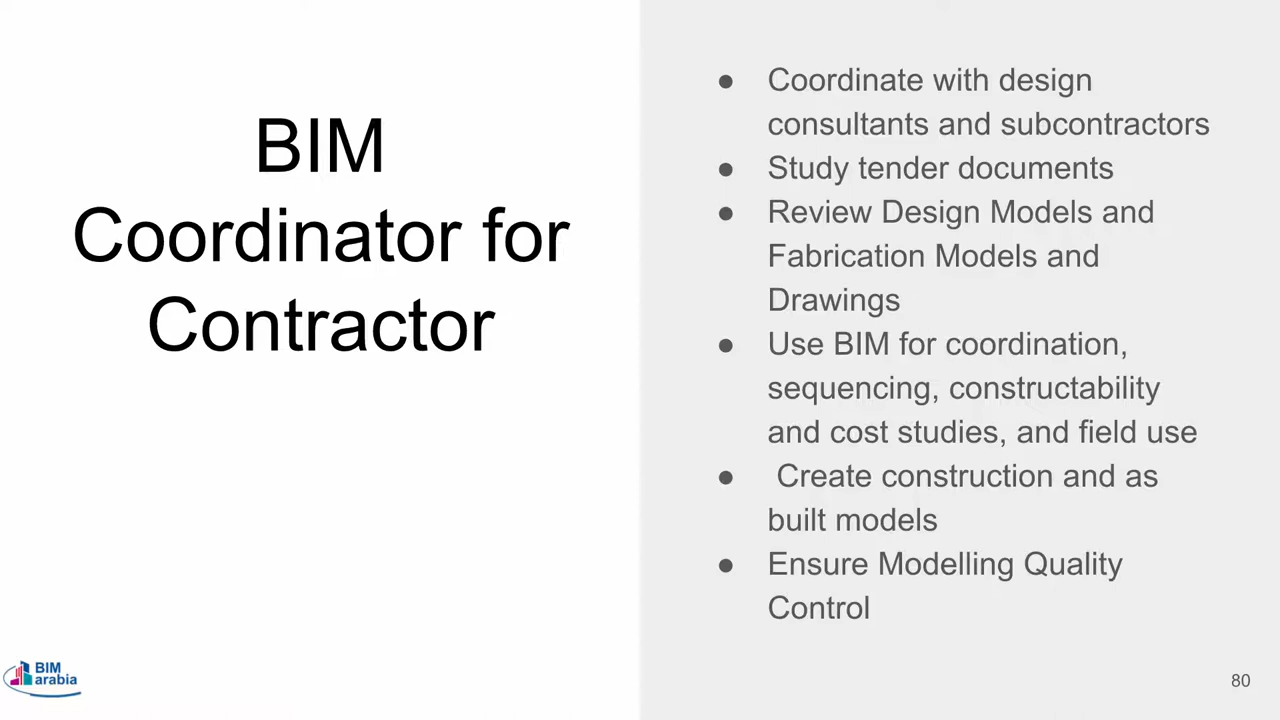 BIM
Coordinator for
Contractor
● Coordinate with design
consultants and subcontractors
● Study tender documents
● Review Design Models and
Fabrication Models and
Drawings
● Use BIM for coordination,
sequencing, constructability
and cost studies, and field use
● Create construction and as
built models
● Ensure Modelling Quality
Control
BIM
arabia
80